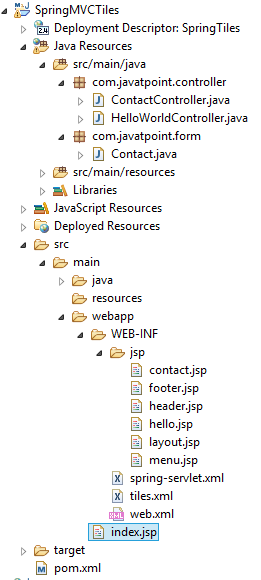 SpringMVCTiles
Deployment Descriptor: SpringTiles
Java Resources
src/main/java
com.javatpoint.controller
ContactController.java
HelloWorldController.java
com.javatpoint.form
Contact.java
src/main/resources
Libraries
JavaScript Resources
Deployed Resources
src
main
java
resources
webapp
WEB-INF
jsp
contact.jsp
footer.jsp
header.jsp
hello.jsp
layout.jsp
menu.jsp
spring-servlet.xml
tiles.xml
web.xml
index.jsp
target
pom.xml